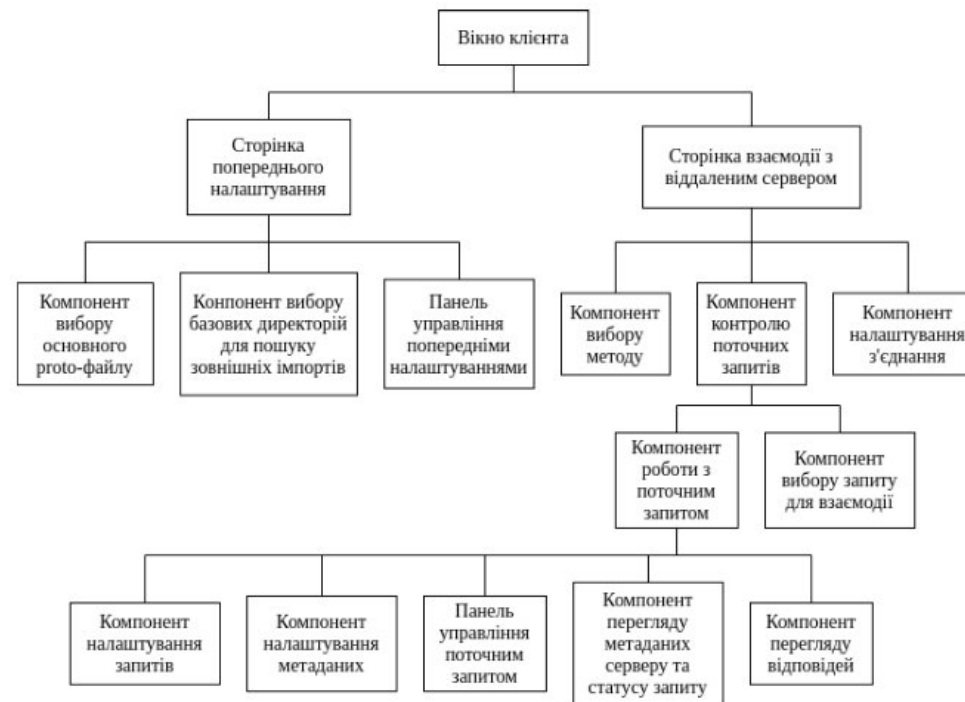 Вікно клієнта
Сторінка
попереднього
налаштування
Сторінка взаємодії з
віддаленим сервером
Компонент
вибору
основного
proto-файлу
Конпонент вибору
базових директорій
для пошуку
зовнішніх імпортів
Панель
управління
попередніми
налаштуваннями
Компонент
вибору
методу
Компонент
контролю
поточних
запитів
Компонент
налаштування
з'єднання
Компонент
роботи з
поточним
запитом
Компонент
вибору запиту
для взаємодії
Компонент
налаштування
запитів
Компонент
налаштування
метаданих
Панель
управління
поточним
запитом
Компонент
перегляду
метаданих
серверу та
статусу запиту
Компонент
перегляду
відповідей